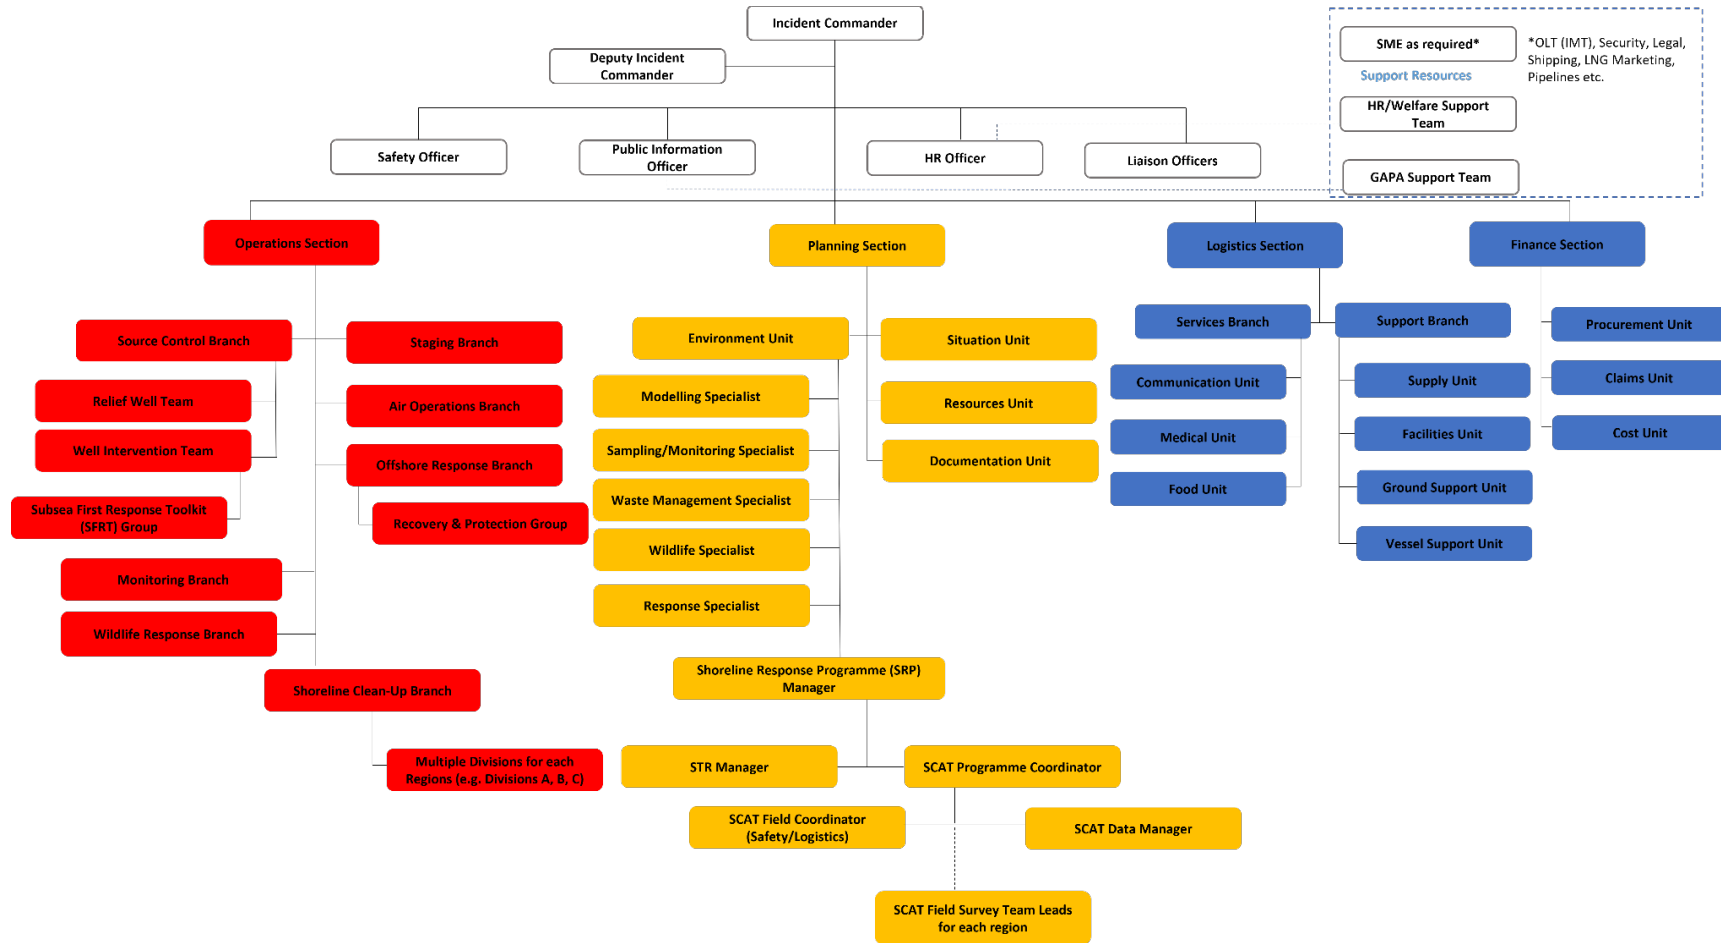 Incident Commander
Deputy Incident
Commander
SME as required*
*OLT (IMT), Security, Legal,
Shipping, LNG Marketing,
Pipelines etc.
Support Resources
HR/Welfare Support
Team
GAPA Support Team
Safety Officer
Public Information
Officer
HR Officer
Liaison Officers
Operations Section
Planning Section
Logistics Section
Finance Section
Source Control Branch
Staging Branch
Relief Well Team
Air Operations Branch
Well Intervention Team
Offshore Response Branch
Subsea First Response Toolkit
(SFRT) Group
Recovery & Protection Group
Monitoring Branch
Wildlife Response Branch
Shoreline Clean-Up Branch
Multiple Divisions for each
Regions (e.g. Divisions A, B, C)
Environment Unit
Situation Unit
Modelling Specialist
Resources Unit
Sampling/Monitoring Specialist
Documentation Unit
Waste Management Specialist
Wildlife Specialist
Response Specialist
Shoreline Response Programme (SRP)
Manager
STR Manager
SCAT Programme Coordinator
SCAT Field Coordinator
(Safety/Logistics)
SCAT Data Manager
SCAT Field Survey Team Leads
for each region
Services Branch
Support Branch
Communication Unit
Supply Unit
Medical Unit
Facilities Unit
Food Unit
Ground Support Unit
Vessel Support Unit
Procurement Unit
Claims Unit
Cost Unit